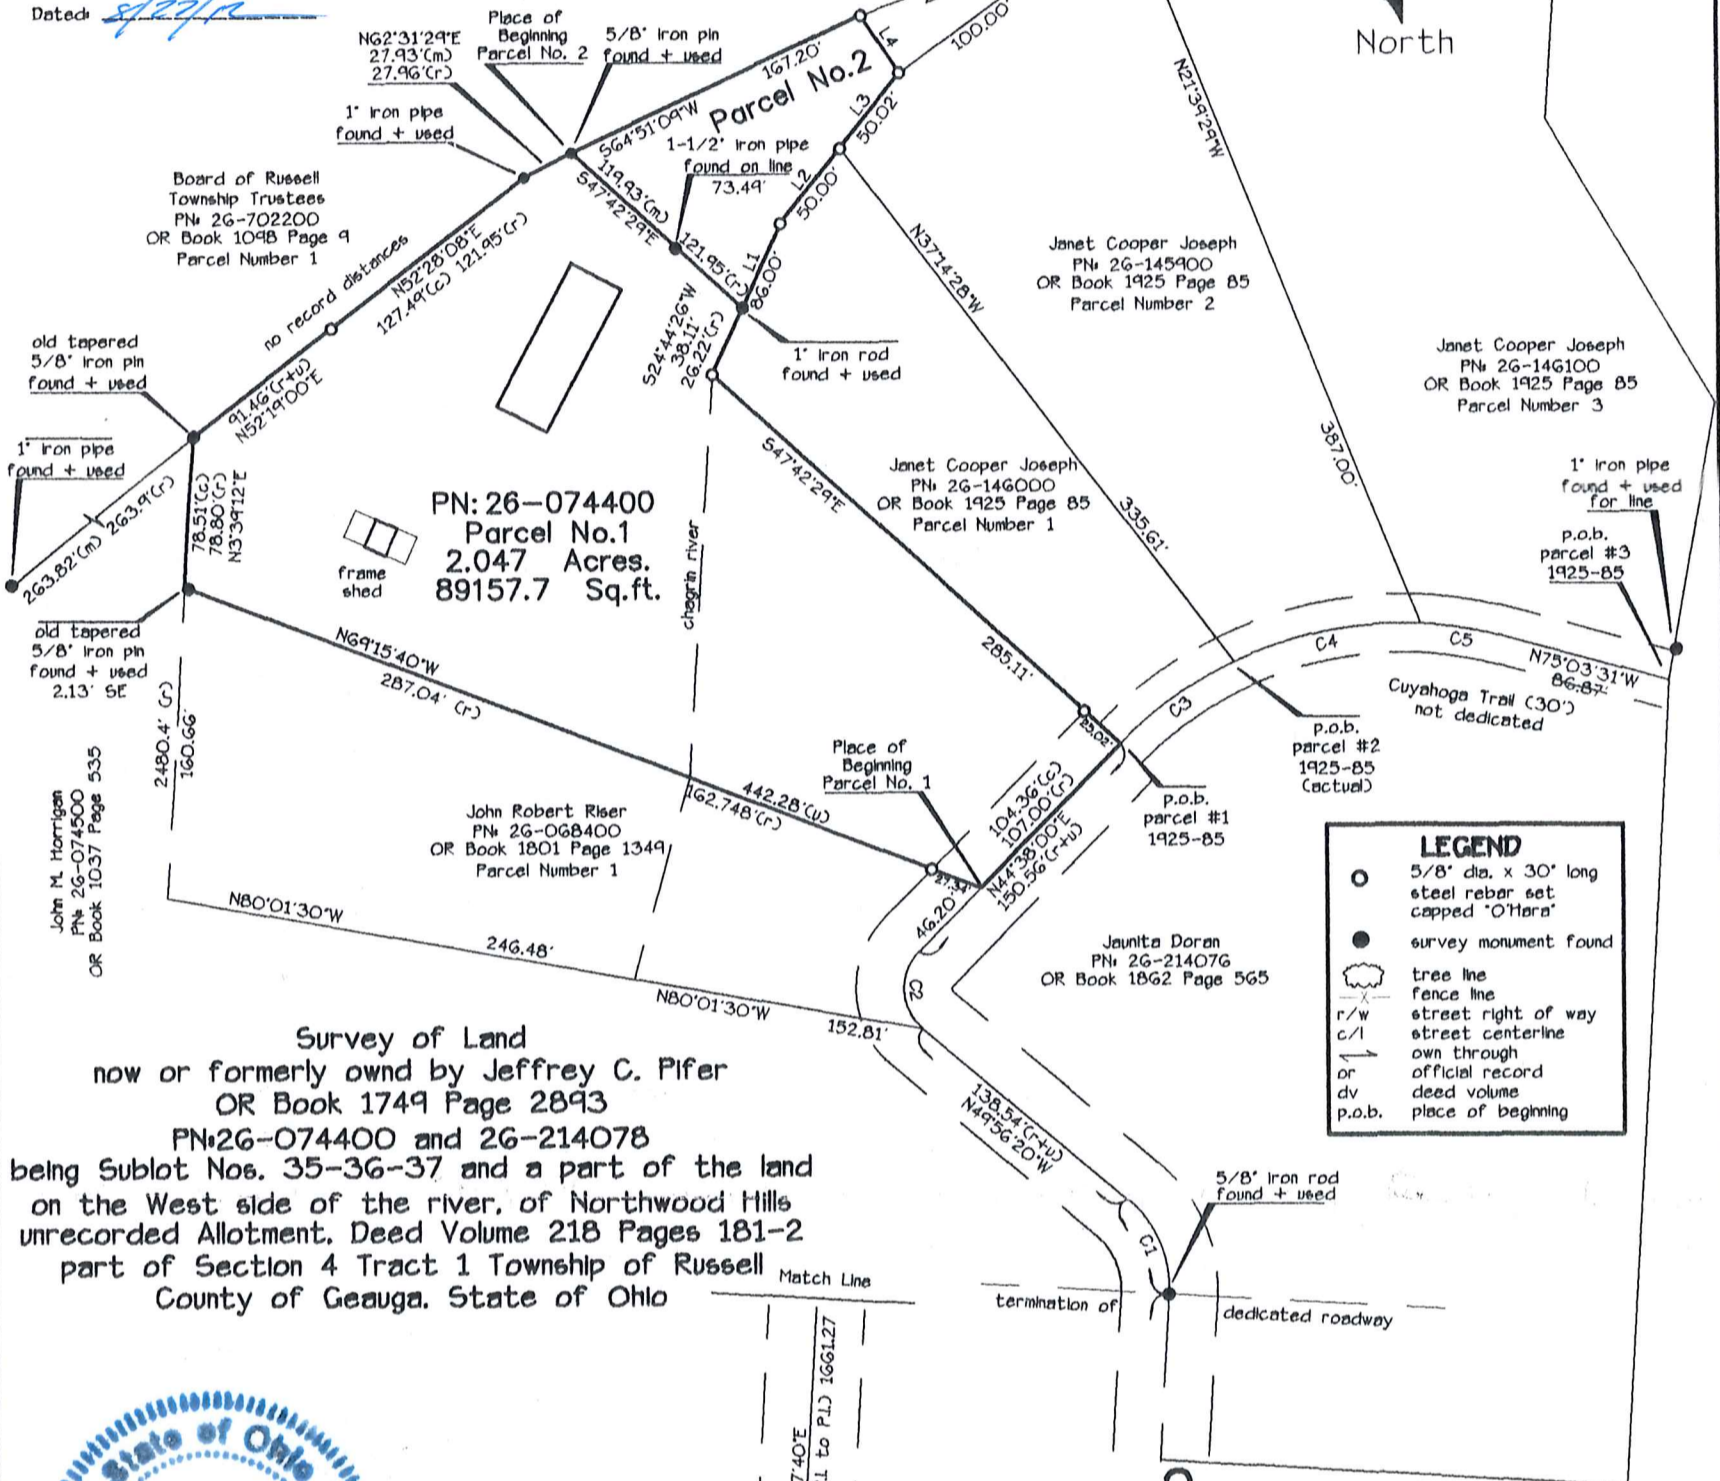 Dated: 8/22/12
North
N62°31'29"E
27.93'(m)
27.96'(r)
Place of
Beginning
Parcel No. 2
5/8" iron pin
found + used
1" iron pipe
found + used
167.20'
S64°51'09"W
Parcel No.2
L4
100.00'
L3
50.02'
L2
50.00'
L1
86.00'
1-1/2" iron pipe
found on line
73.49'
119.93'(m)
S47°42'29"E
121.95'(r)
Board of Russell
Township Trustees
PN: 26-702200
OR Book 1098 Page 9
Parcel Number 1
no record distances
N52°28'08"E
127.49'(c) 121.95'(r)
S24°44'26"W
38.11'
26.22'(r)
1" iron rod
found + used
N21°39'29"W
387.00'
N37°14'28"W
335.61'
Janet Cooper Joseph
PN: 26-145900
OR Book 1925 Page 85
Parcel Number 2
Janet Cooper Joseph
PN: 26-146100
OR Book 1925 Page 85
Parcel Number 3
old tapered
5/8" iron pin
found + used
91.46'(r+u)
N52°19'00"E
1" iron pipe
found + used
263.82'(m) 263.9'(r)
78.51'(c)
78.80'(r)
N3°39'12"E
PN: 26-074400
Parcel No.1
2.047 Acres.
89157.7 Sq.ft.
frame
shed
chagrin river
S47°42'29"E
285.11'
Janet Cooper Joseph
PN: 26-146000
OR Book 1925 Page 85
Parcel Number 1
1" iron pipe
found + used
for line
p.o.b.
parcel #3
1925-85
old tapered
5/8" iron pin
found + used
2.13' SE
N69°15'40"W
287.04' (r)
2480.4' (r)
160.66'
John M. Horrigan
PN: 26-074500
OR Book 1037 Page 535
442.28'(u)
162.748'(r)
C3
C4
C5
N75°03'31"W
86.87'
Cuyahoga Trail (30')
not dedicated
25.02'
p.o.b.
parcel #2
1925-85
(actual)
p.o.b.
parcel #1
1925-85
Place of
Beginning
Parcel No. 1
104.36'(c)
107.00'(r)
N44°38'00"E
150.56'(r+u)
27.34'
46.20'
C2
John Robert Riser
PN: 26-068400
OR Book 1801 Page 1349
Parcel Number 1
N80°01'30"W
246.48'
N80°01'30"W
152.81'
Jaunita Doran
PN: 26-214076
OR Book 1862 Page 565
LEGEND
5/8" dia. x 30" long
steel rebar set
capped "O'Hara"
survey monument found
tree line
x fence line
r/w street right of way
c/l street centerline
own through
or official record
dv deed volume
p.o.b. place of beginning
Survey of Land
now or formerly ownd by Jeffrey C. Pifer
OR Book 1749 Page 2893
PN:26-074400 and 26-214078
being Sublot Nos. 35-36-37 and a part of the land
on the West side of the river, of Northwood Hills
unrecorded Allotment. Deed Volume 218 Pages 181-2
part of Section 4 Tract 1 Township of Russell
County of Geauga. State of Ohio
138.54'(r+u)
N49°56'20"W
C1
5/8" iron rod
found + used
Match Line
termination of
dedicated roadway
7'40"E
to P.I.) 1661.27
State of Ohio